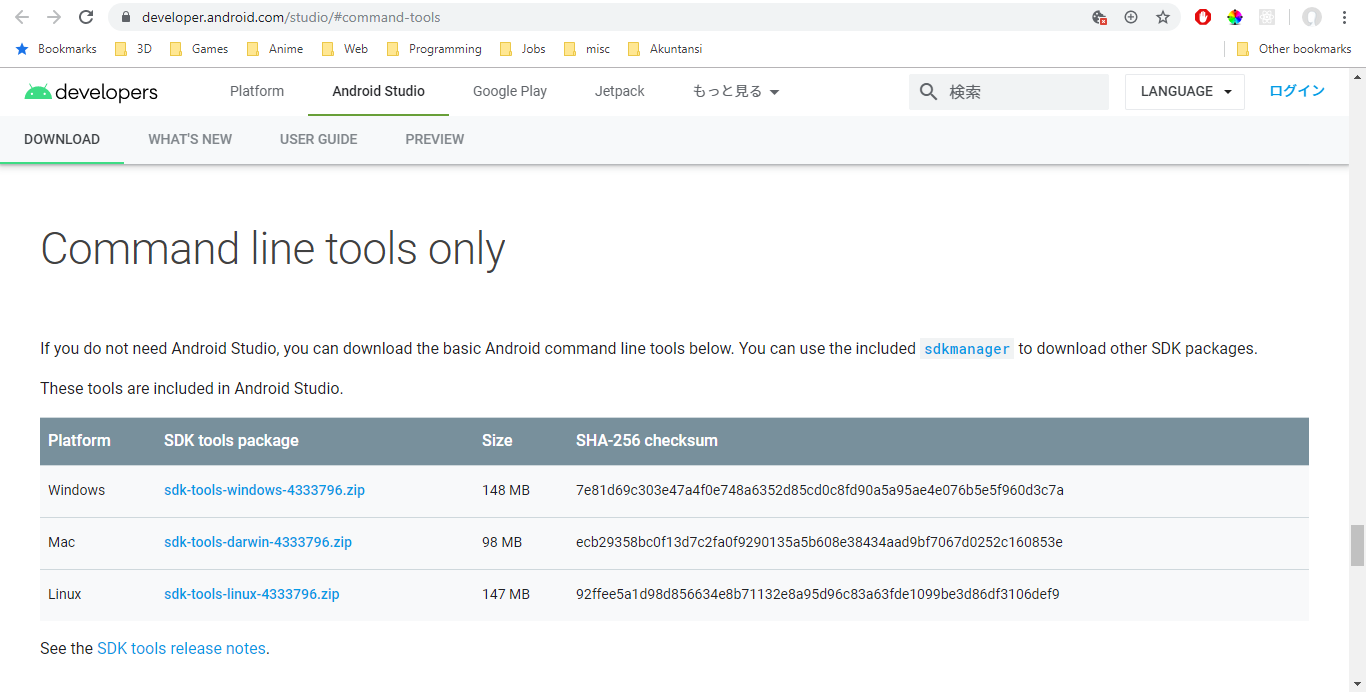 developer.android.com/studio/#command-tools
Bookmarks 3D Games Anime Web Programming Jobs misc Akuntansi Other bookmarks
developers Platform Android Studio Google Play Jetpack もっと見る 検索 LANGUAGE ログイン
DOWNLOAD WHAT'S NEW USER GUIDE PREVIEW
Command line tools only
If you do not need Android Studio, you can download the basic Android command line tools below. You can use the included sdkmanager to download other SDK packages.
These tools are included in Android Studio.
Platform SDK tools package Size SHA-256 checksum
Windows sdk-tools-windows-4333796.zip 148 MB 7e81d69c303e47a4f0e748a6352d85cd0c8fd90a5a95ae4e076b5e5f960d3c7a
Mac sdk-tools-darwin-4333796.zip 98 MB ecb29358bc0f13d7c2fa0f9290135a5b608e38434aad9bf7067d0252c160853e
Linux sdk-tools-linux-4333796.zip 147 MB 92ffee5a1d98d856634e8b71132e8a95d96c83a63fde1099be3d86df3106def9
See the SDK tools release notes.